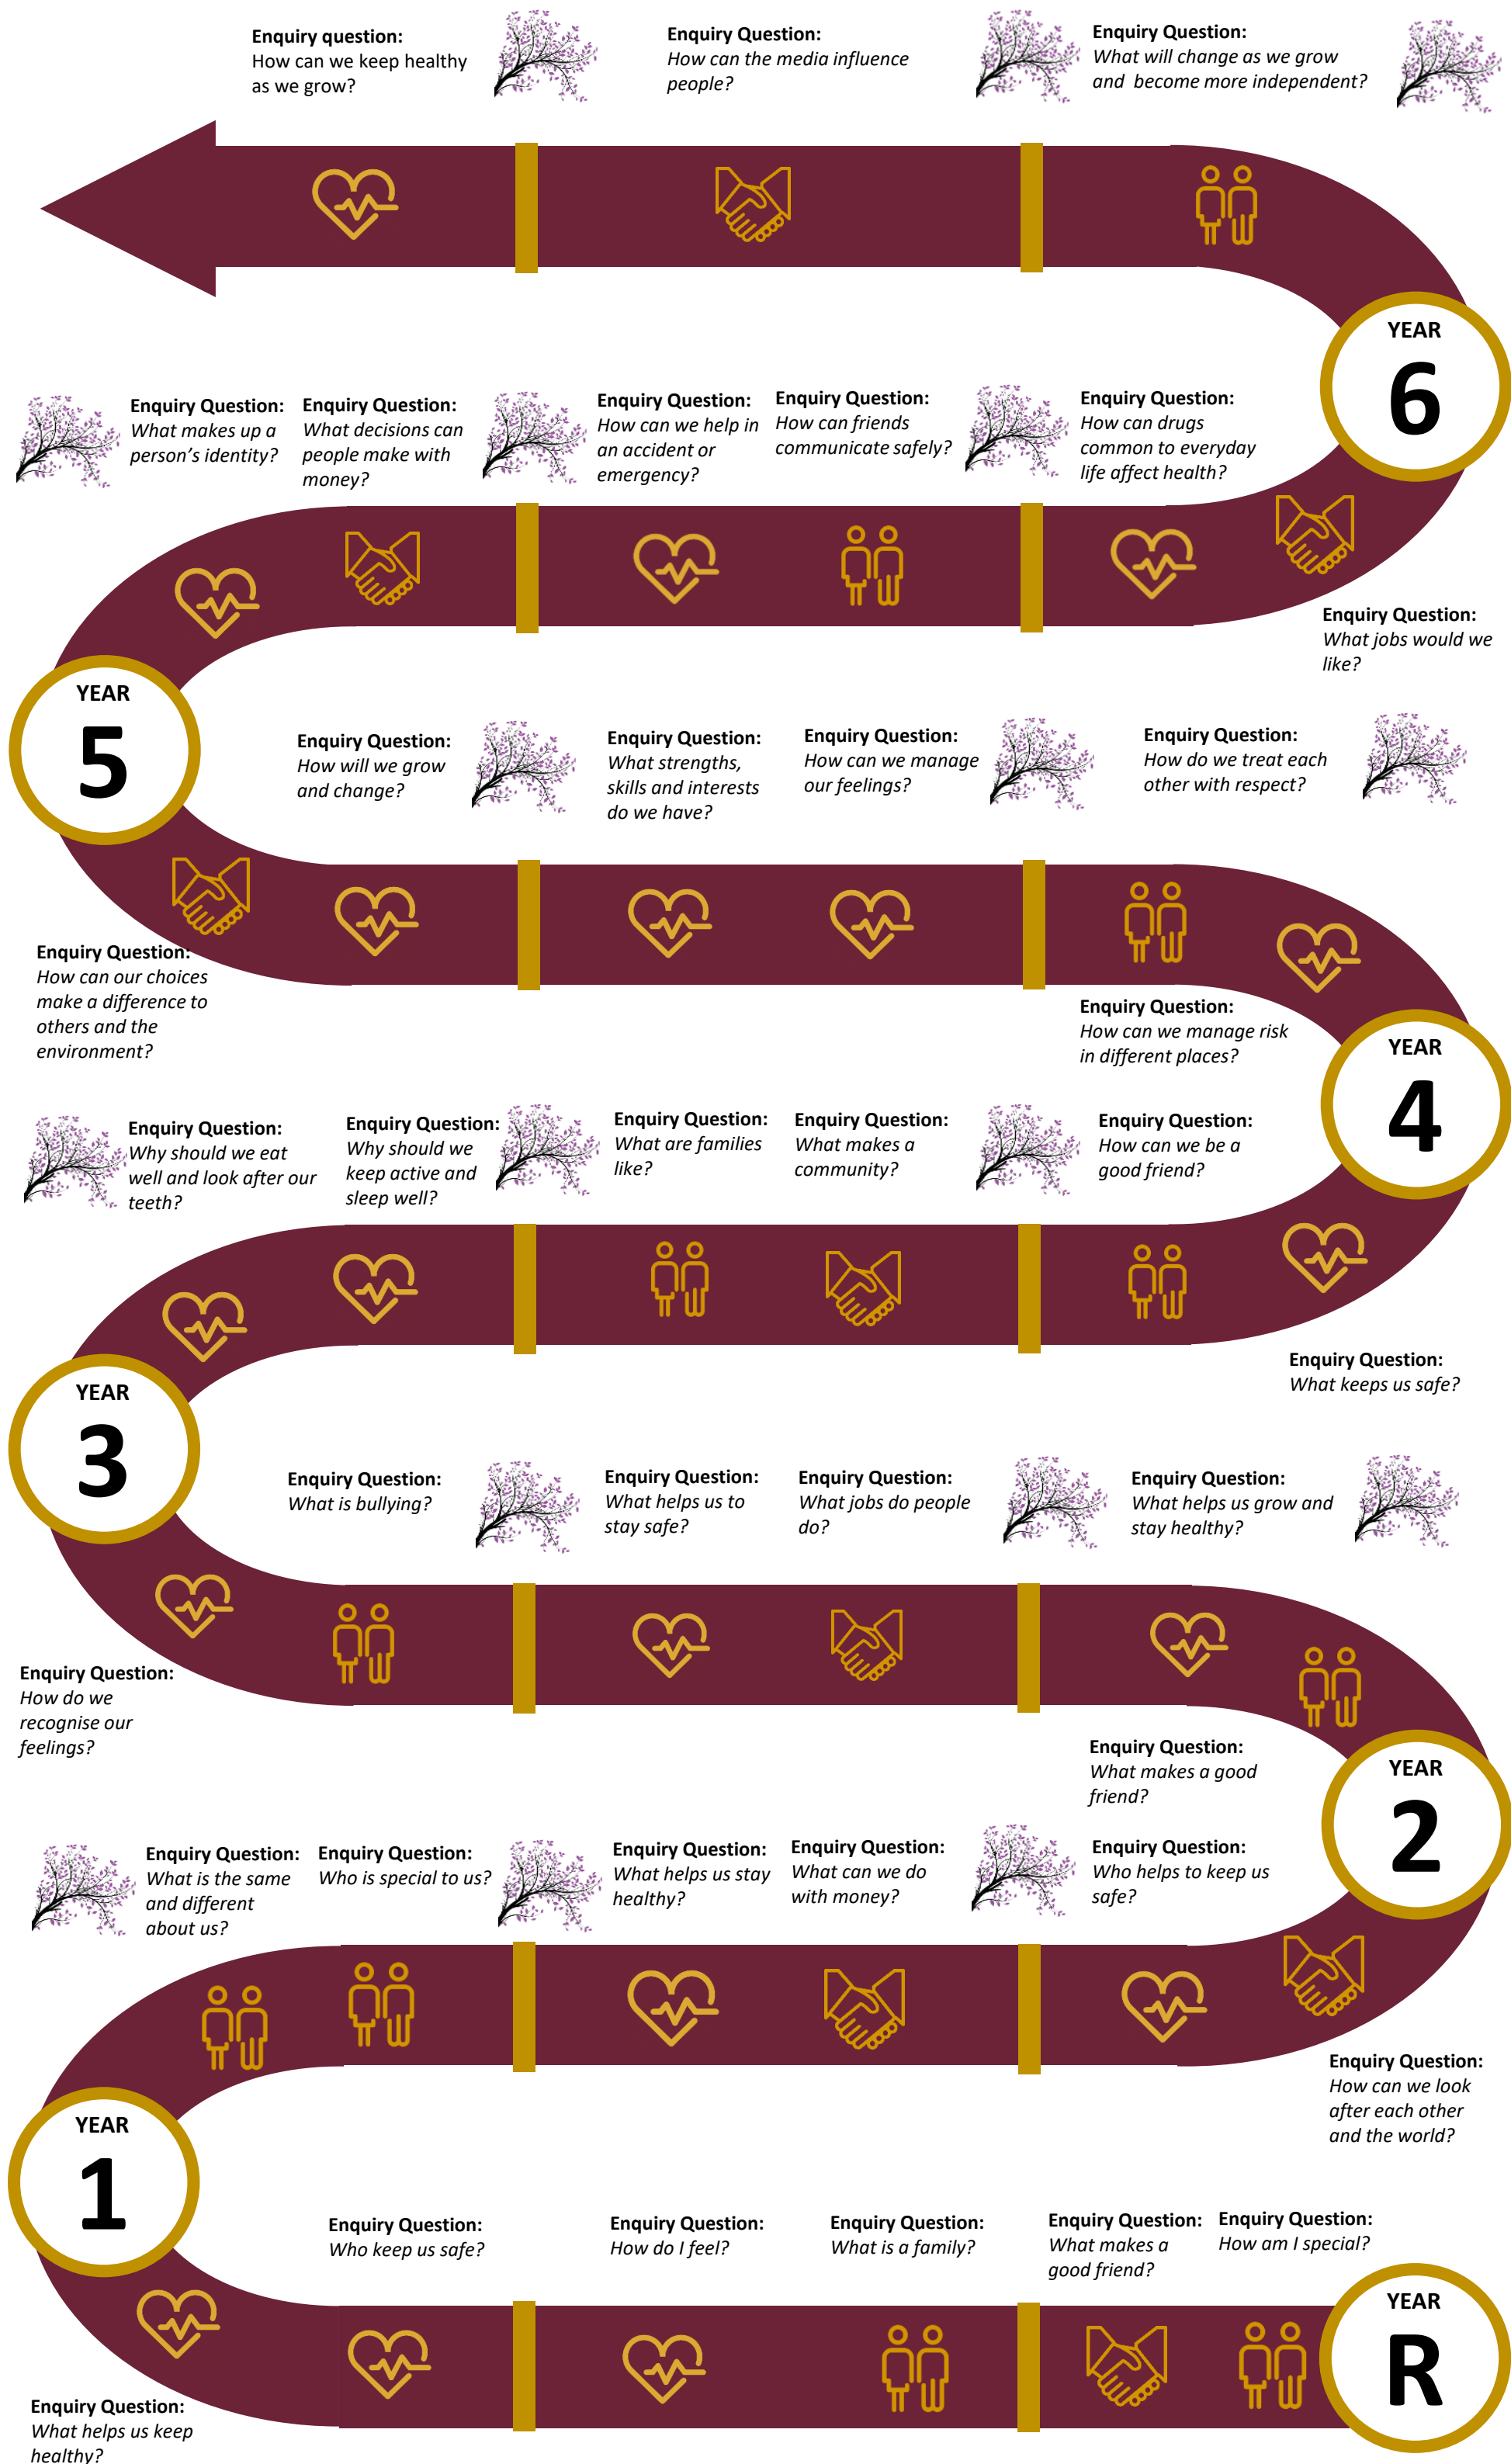 Enquiry question:
How can we keep healthy
as we grow?
Enquiry Question:
How can the media influence
people?
Enquiry Question:
What will change as we grow
and become more independent?
YEAR
6
Enquiry Question:
What makes up a
person's identity?
Enquiry Question:
What decisions can
people make with
money?
Enquiry Question:
How can we help in
an accident or
emergency?
Enquiry Question:
How can friends
communicate safely?
Enquiry Question:
How can drugs
common to everyday
life affect health?
Enquiry Question:
What jobs would we
like?
YEAR
5
Enquiry Question:
How will we grow
and change?
Enquiry Question:
What strengths,
skills and interests
do we have?
Enquiry Question:
How can we manage
our feelings?
Enquiry Question:
How do we treat each
other with respect?
Enquiry Question:
How can our choices
make a difference to
others and the
environment?
Enquiry Question:
How can we manage risk
in different places?
YEAR
4
Enquiry Question:
Why should we eat
well and look after our
teeth?
Enquiry Question:
Why should we
keep active and
sleep well?
Enquiry Question:
What are families
like?
Enquiry Question:
What makes a
community?
Enquiry Question:
How can we be a
good friend?
Enquiry Question:
What keeps us safe?
YEAR
3
Enquiry Question:
What is bullying?
Enquiry Question:
What helps us to
stay safe?
Enquiry Question:
What jobs do people
do?
Enquiry Question:
What helps us grow and
stay healthy?
Enquiry Question:
How do we
recognise our
feelings?
Enquiry Question:
What makes a good
friend?
YEAR
2
Enquiry Question:
What is the same
and different
about us?
Enquiry Question:
Who is special to us?
Enquiry Question:
What helps us stay
healthy?
Enquiry Question:
What can we do
with money?
Enquiry Question:
Who helps to keep us
safe?
Enquiry Question:
How can we look
after each other
and the world?
YEAR
1
Enquiry Question:
Who keep us safe?
Enquiry Question:
How do I feel?
Enquiry Question:
What is a family?
Enquiry Question:
What makes a
good friend?
Enquiry Question:
How am I special?
YEAR
R
Enquiry Question:
What helps us keep
healthy?